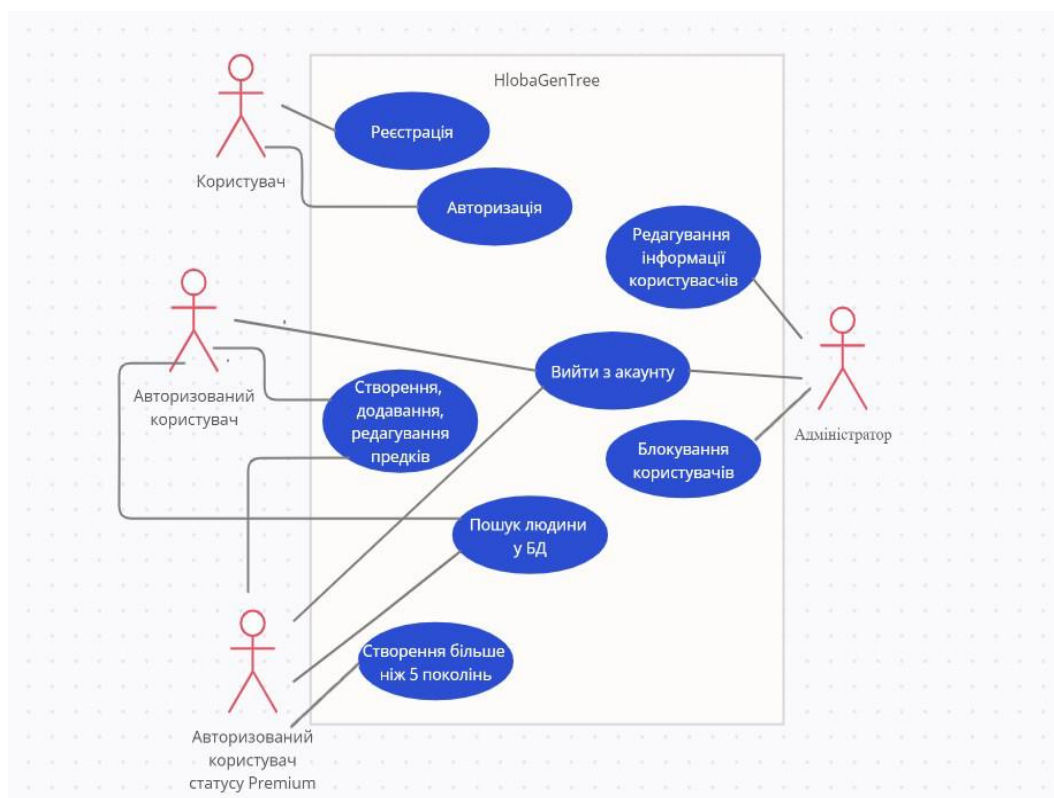 HlobaGenTree
Реєстрація
Користувач
Авторизація
Редагування
інформації
користувасчів
Вийти з акаунту
Авторизований
користувач
Створення,
додавання,
редагування
предків
Адміністратор
Блокування
користувачів
Пошук людини
у БД
Створення більше
ніж 5 поколінь
Авторизований
користувач
статусу Premium